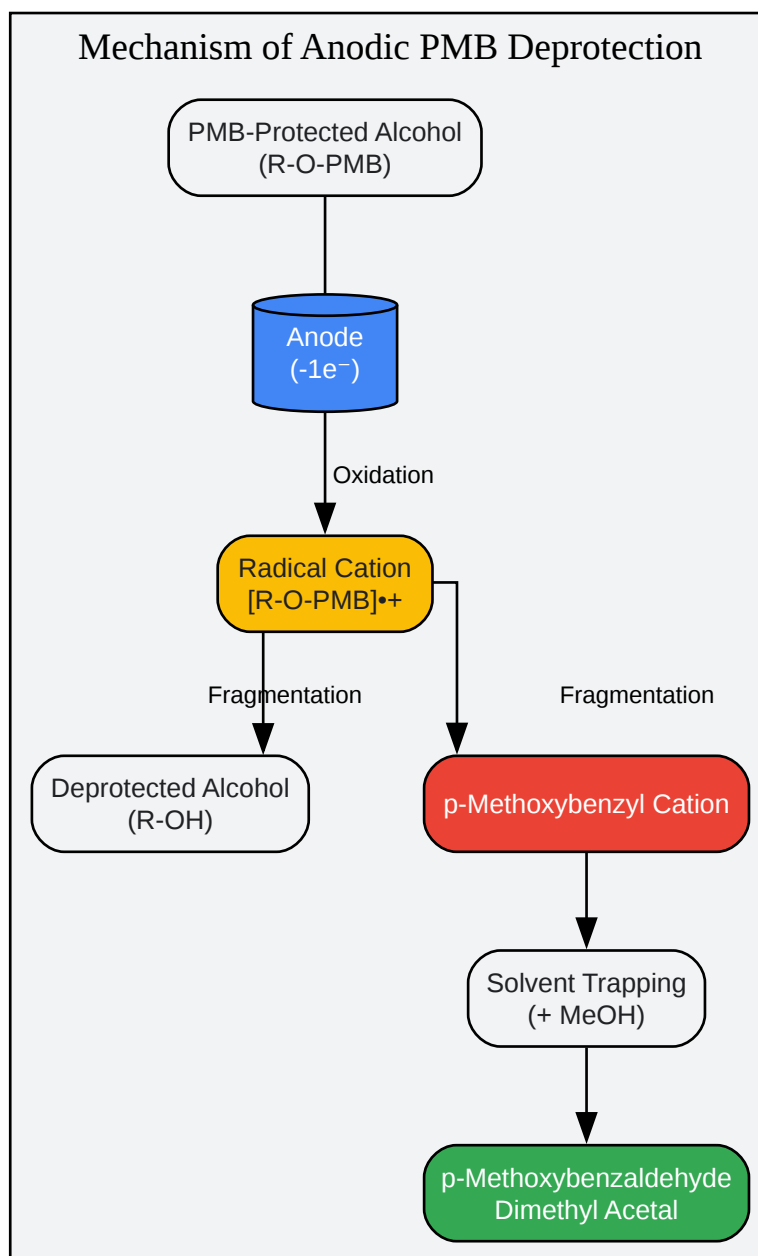 Mechanism of Anodic PMB Deprotection
PMB-Protected Alcohol
(R-O-PMB)
Anode
(-1e⁻)
Oxidation
Radical Cation
[R-O-PMB]•+
Fragmentation
Fragmentation
Deprotected Alcohol
(R-OH)
p-Methoxybenzyl Cation
Solvent Trapping
(+ MeOH)
p-Methoxybenzaldehyde
Dimethyl Acetal